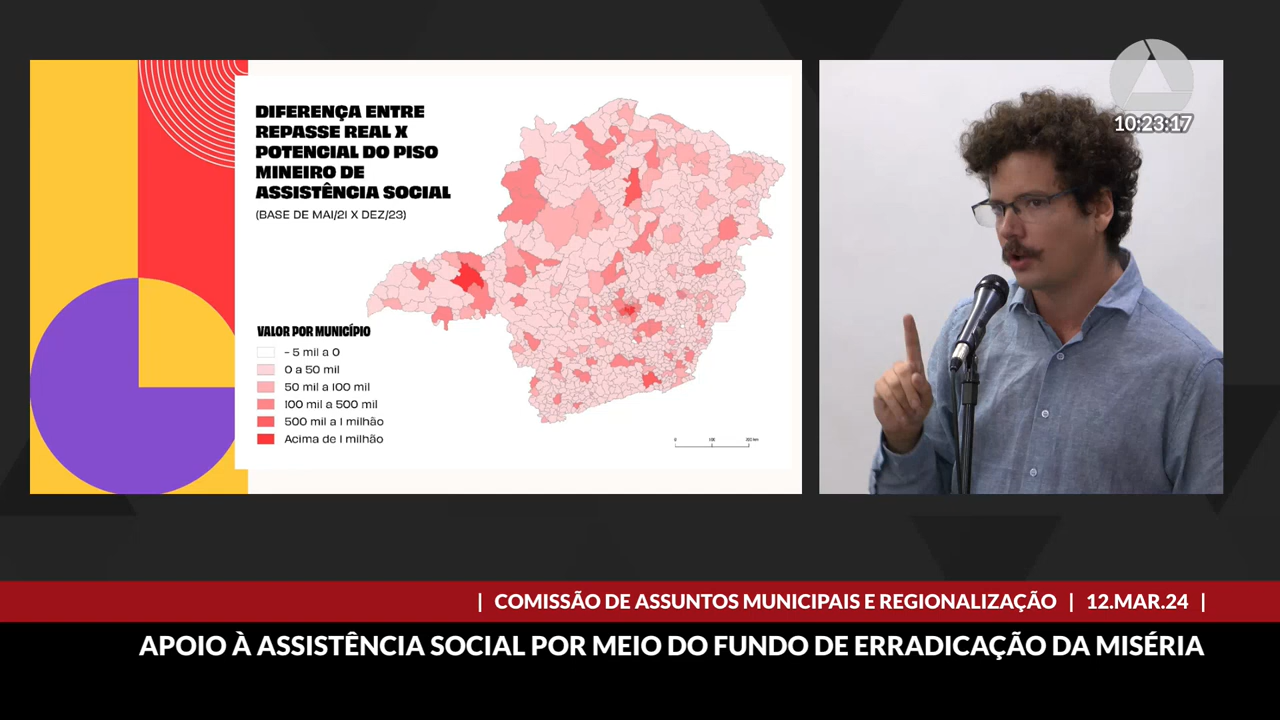 DIFERENÇA ENTRE
REPASSE REAL X
POTENCIAL DO PISO
MINEIRO DE
ASSISTÊNCIA SOCIAL
(BASE DE MAI/21 X DEZ/23)
VALOR POR MUNICÍPIO
- 5 mil a 0
0 a 50 mil
50 mil a 100 mil
100 mil a 500 mil
500 mil a 1 milhão
Acima de 1 milhão
10:23:17
| COMISSÃO DE ASSUNTOS MUNICIPAIS E REGIONALIZAÇÃO | 12.MAR.24 |
APOIO À ASSISTÊNCIA SOCIAL POR MEIO DO FUNDO DE ERRADICAÇÃO DA MISÉRIA